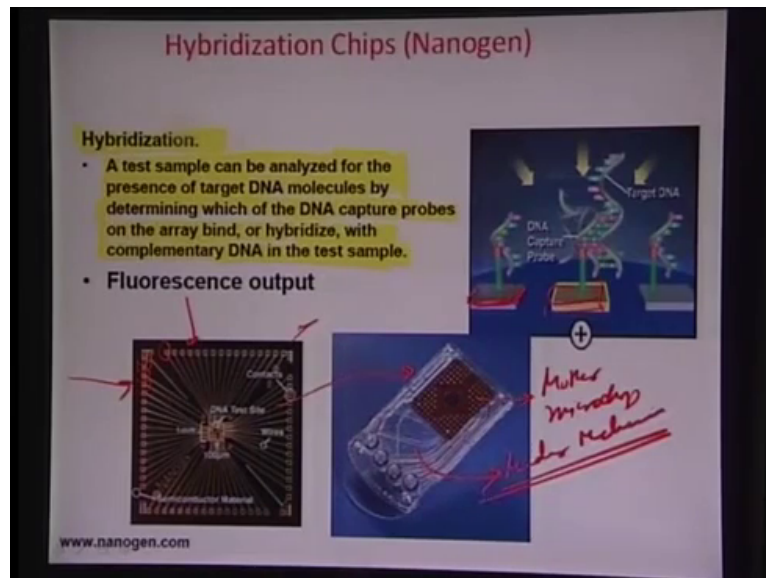 Hybridization Chips (Nanogen)
Hybridization.
• A test sample can be analyzed for the
presence of target DNA molecules by
determining which of the DNA capture probes
on the array bind, or hybridize, with
complementary DNA in the test sample.
• Fluorescence output
Target DNA
DNA
Capture
Probe
+
Contacts
DNA Test Site
Wires
Semiconductor Material
microchip
www.nanogen.com